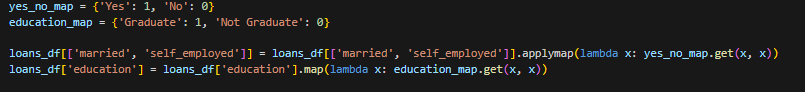 yes_no_map = {'Yes': 1, 'No': 0}
education_map = {'Graduate': 1, 'Not Graduate': 0}
loans_df[['married', 'self_employed']] = loans_df[['married', 'self_employed']].applymap(lambda x: yes_no_map.get(x, x))
loans_df['education'] = loans_df['education'].map(lambda x: education_map.get(x, x))